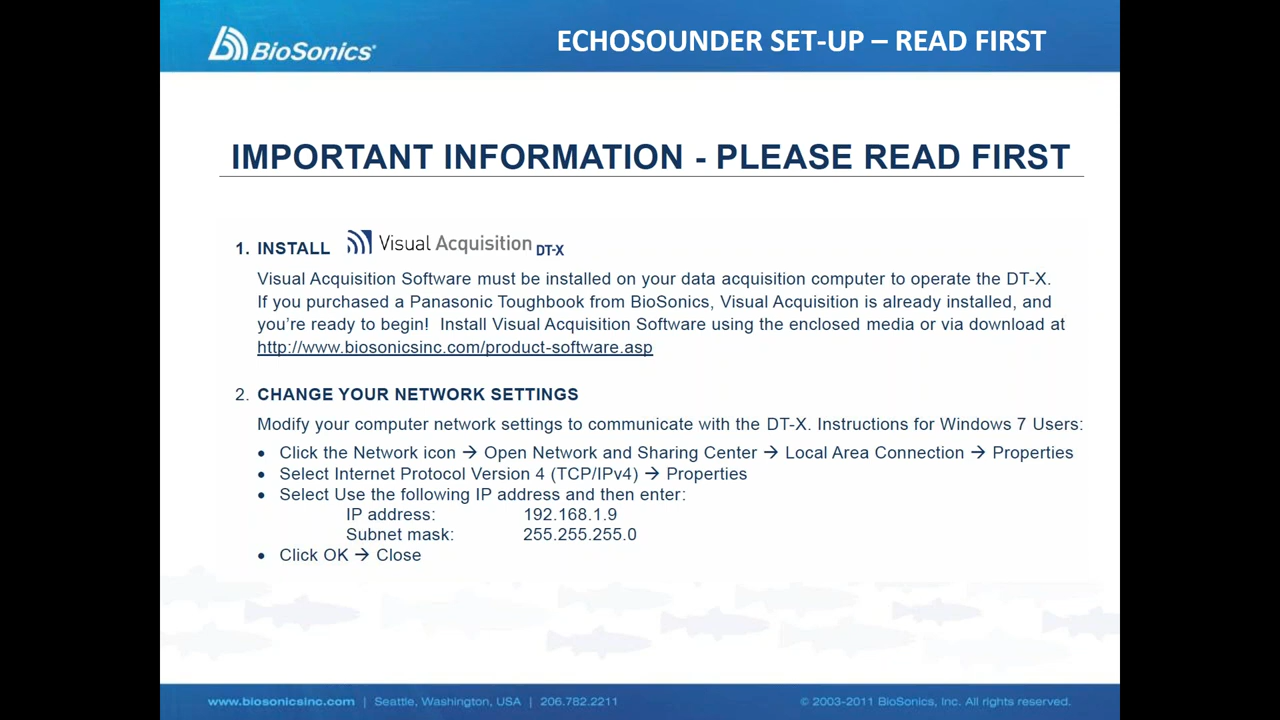 BioSonics®
ECHOSOUNDER SET-UP – READ FIRST
IMPORTANT INFORMATION - PLEASE READ FIRST
1. INSTALL Visual Acquisition DT-X
Visual Acquisition Software must be installed on your data acquisition computer to operate the DT-X.
If you purchased a Panasonic Toughbook from BioSonics, Visual Acquisition is already installed, and
you're ready to begin! Install Visual Acquisition Software using the enclosed media or via download at
http://www.biosonicsinc.com/product-software.asp
2. CHANGE YOUR NETWORK SETTINGS
Modify your computer network settings to communicate with the DT-X. Instructions for Windows 7 Users:
• Click the Network icon → Open Network and Sharing Center → Local Area Connection → Properties
• Select Internet Protocol Version 4 (TCP/IPv4) → Properties
• Select Use the following IP address and then enter:
IP address: 192.168.1.9
Subnet mask: 255.255.255.0
• Click OK → Close
www.biosonicsinc.com | Seattle, Washington, USA | 206.782.2211
© 2003-2011 BioSonics, Inc. All rights reserved.